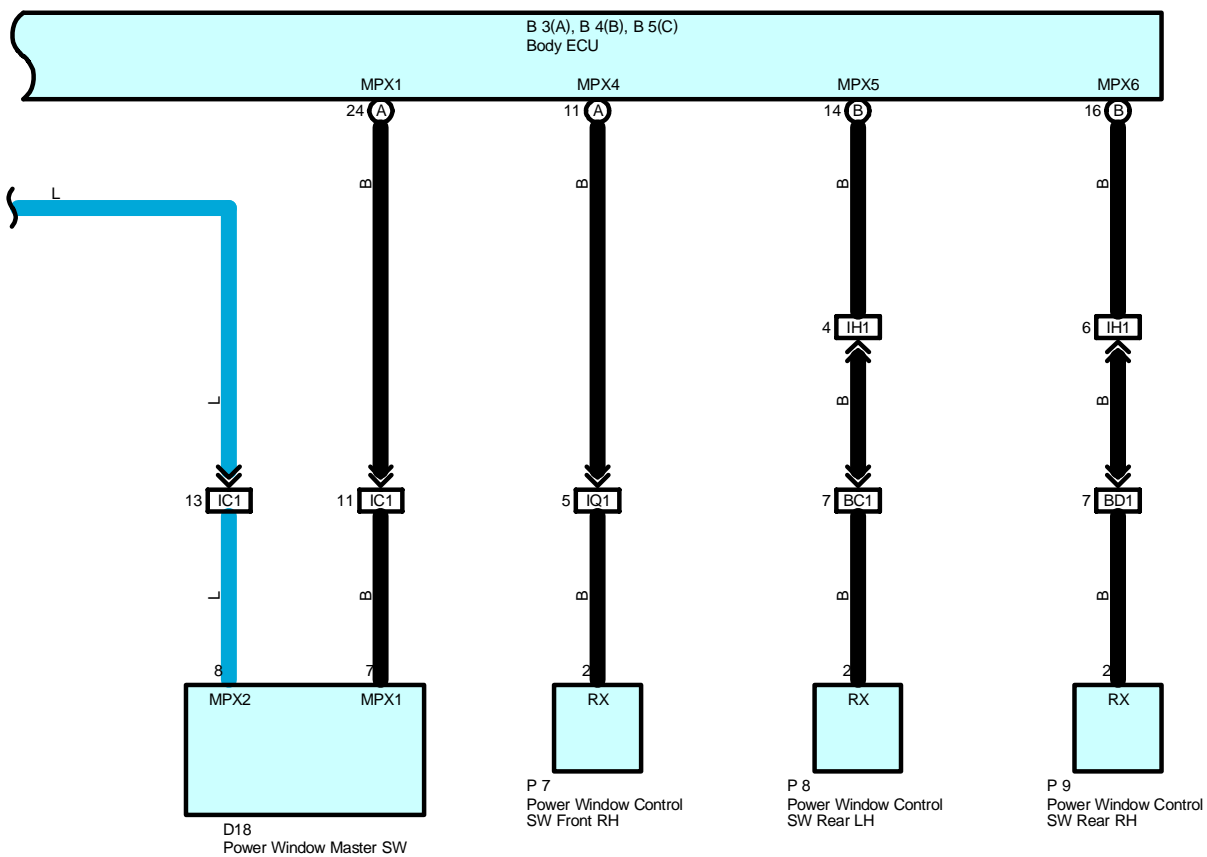 B 3(A), B 4(B), B 5(C)
Body ECU
MPX1 MPX4 MPX5 MPX6
24 A 11 A 14 B 16 B
L
B B B B
4 IH1 6 IH1
L B B
13 IC1 11 IC1 5 IQ1 7 BC1 7 BD1
L B B B B
8 7 2 2 2
MPX2 MPX1 RX RX RX
P 7
Power Window Control
SW Front RH
P 8
Power Window Control
SW Rear LH
P 9
Power Window Control
SW Rear RH
D18
Power Window Master SW